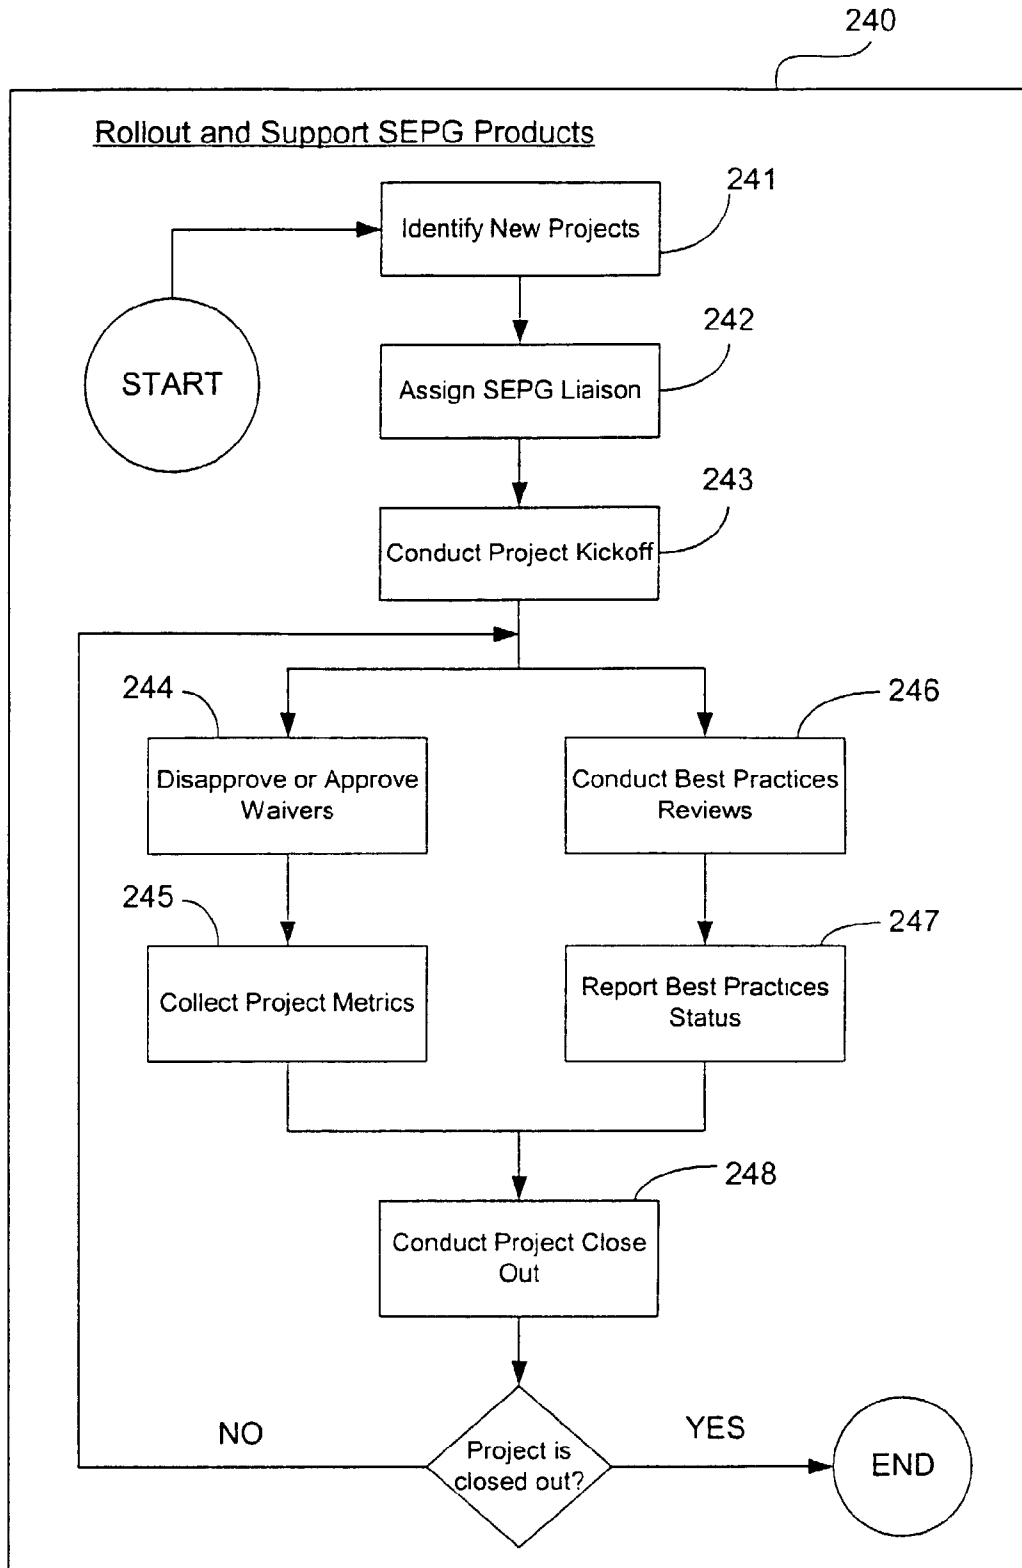 240
Rollout and Support SEPG Products
241
Identify New Projects
START
242
Assign SEPG Liaison
243
Conduct Project Kickoff
244
Disapprove or Approve
Waivers
246
Conduct Best Practices
Reviews
245
Collect Project Metrics
247
Report Best Practices
Status
248
Conduct Project Close
Out
NO
Project is
closed out?
YES
END